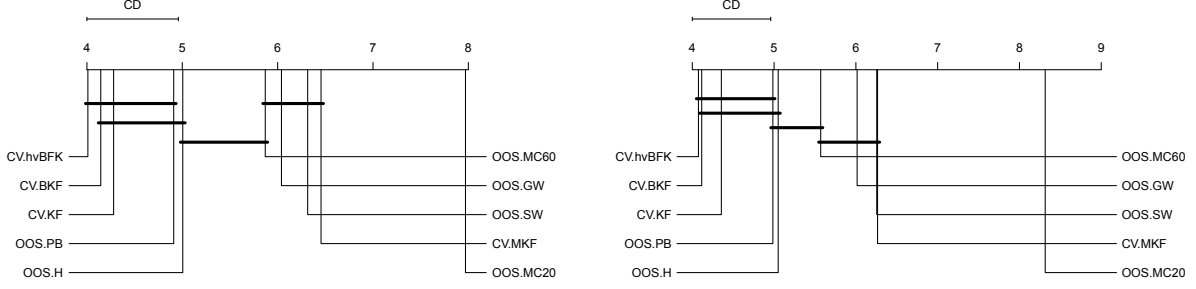 CD
4 5 6 7 8
CV.hvBFK
CV.BKF
CV.KF
OOS.PB
OOS.H
OOS.MC60
OOS.GW
OOS.SW
CV.MKF
OOS.MC20
CD
4 5 6 7 8 9
CV.hvBFK
CV.BKF
CV.KF
OOS.PB
OOS.H
OOS.MC60
OOS.GW
OOS.SW
CV.MKF
OOS.MC20